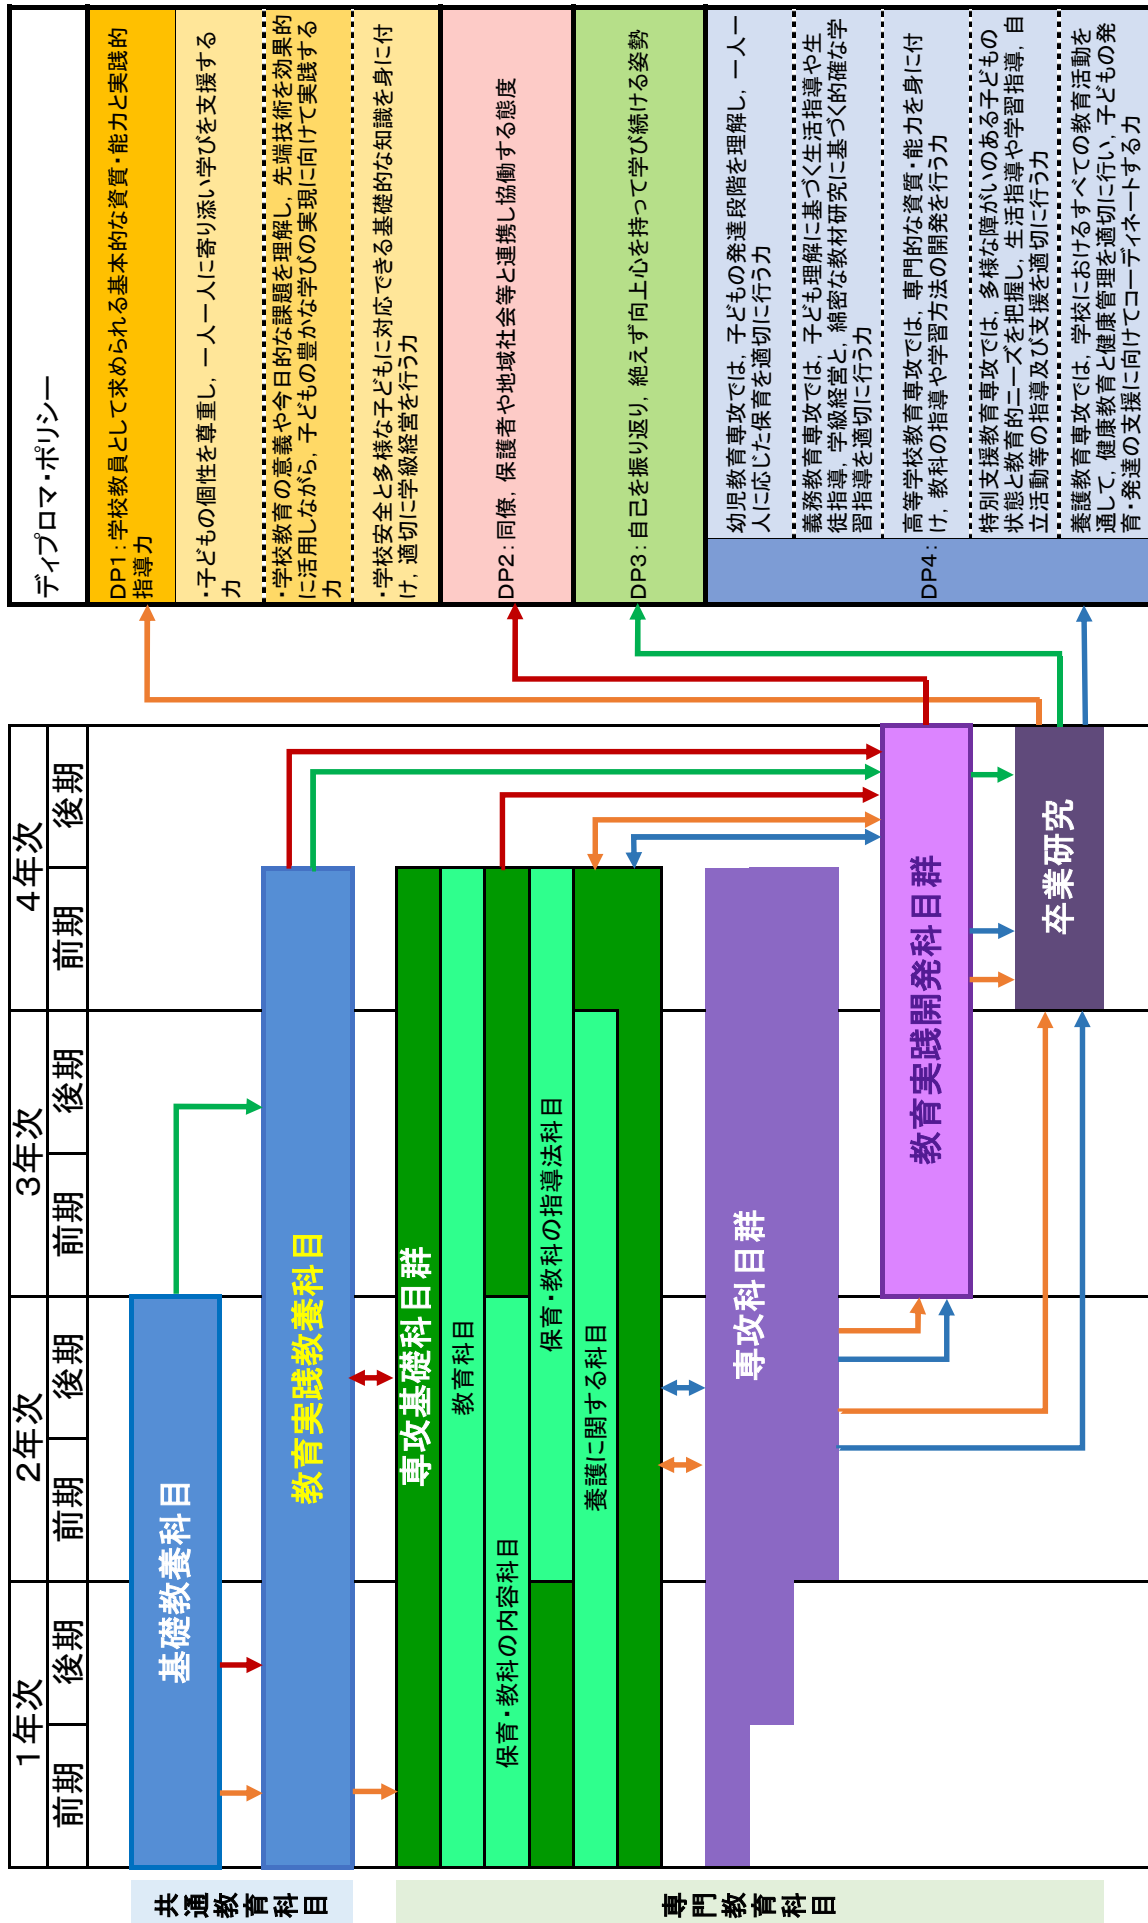 1年次
2年次
3年次
4年次
前期
後期
前期
後期
前期
後期
前期
後期
共通
教育科目
基礎教養科目
教育実践教養科目
専門
教育科目
専攻基礎科目群
教育科目
保育・教科の内容科目
保育・教科の指導法科目
養護に関する科目
専攻科目群
教育実践開発科目群
卒業研究
ディプロマ・ポリシー
DP1：学校教員として求められる基本的な資質・能力と実践的
指導力
・子どもの個性を尊重し，一人一人に寄り添い学びを支援する
力
・学校教育の意義や今日的な課題を理解し，先端技術を効果的
に活用しながら，子どもの豊かな学びの実現に向けて実践する
力
・学校安全と多様な子どもに対応できる基礎的な知識を身に付
け，適切に学級経営を行う力
DP2：同僚，保護者や地域社会等と連携し協働する態度
DP3：自己を振り返り，絶えず向上心を持って学び続ける姿勢
DP4：
幼児教育専攻では，子どもの発達段階を理解し，一人一
人に応じた保育を適切に行う力
義務教育専攻では，子ども理解に基づく生活指導や生
徒指導，学級経営と，綿密な教材研究に基づく的確な学
習指導を適切に行う力
高等学校教育専攻では，専門的な資質・能力を身に付
け，教科の指導や学習方法の開発を行う力
特別支援教育専攻では，多様な障がいのある子どもの
状態と教育的ニーズを把握し，生活指導や学習指導，自
立活動等の指導及び支援を適切に行う力
養護教育専攻では，学校におけるすべての教育活動を
通して，健康教育と健康管理を適切に行い，子どもの発
育・発達の支援に向けてコーディネートする力